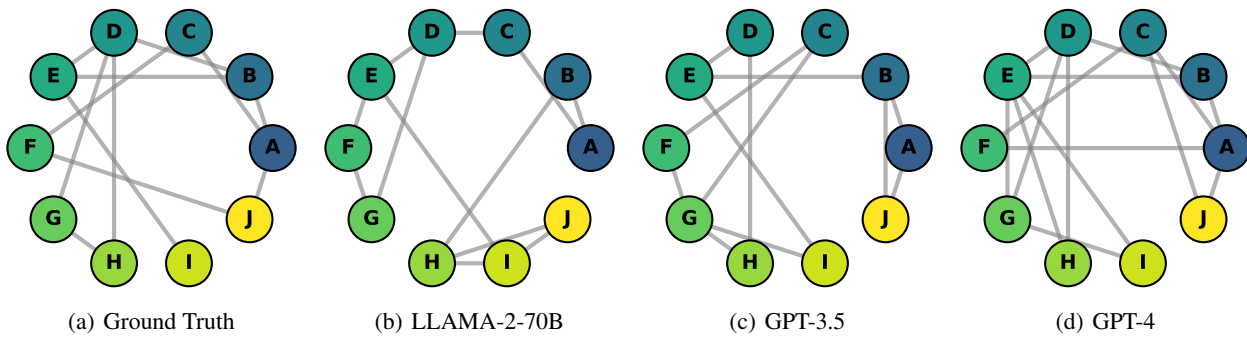 D C D C D C D C
E B E B E B E B
F A F A F A F A
G J G J G J G J
H I H I H I H I
(a) Ground Truth (b) LLAMA-2-70B (c) GPT-3.5 (d) GPT-4